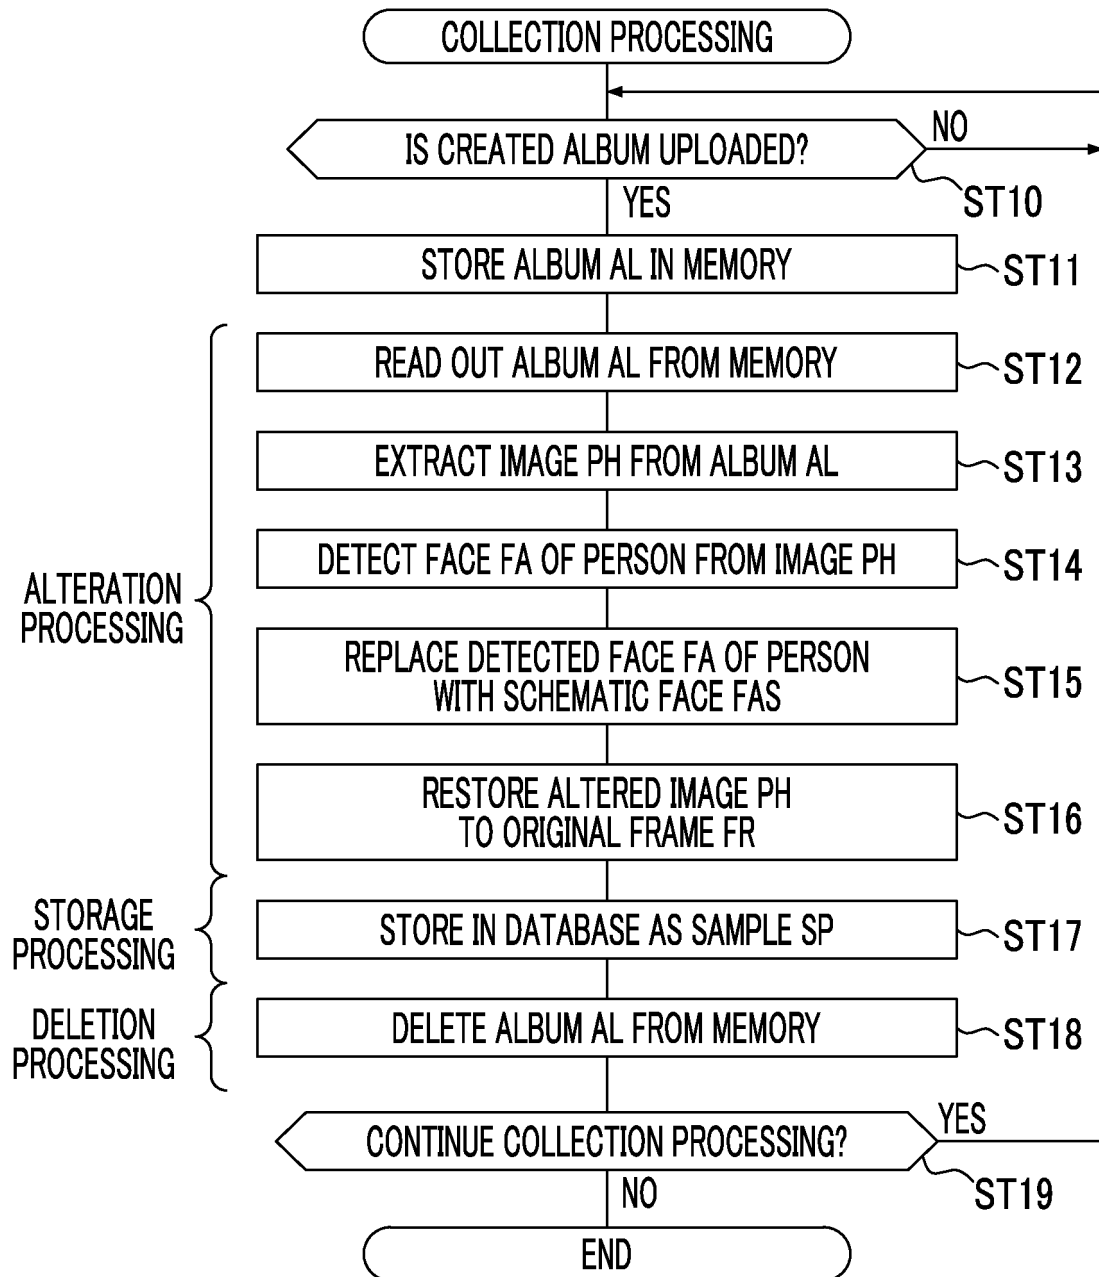 COLLECTION PROCESSING
IS CREATED ALBUM UPLOADED?
NO
ST10
YES
STORE ALBUM AL IN MEMORY
ST11
ALTERATION
PROCESSING
READ OUT ALBUM AL FROM MEMORY
ST12
EXTRACT IMAGE PH FROM ALBUM AL
ST13
DETECT FACE FA OF PERSON FROM IMAGE PH
ST14
REPLACE DETECTED FACE FA OF PERSON
WITH SCHEMATIC FACE FAS
ST15
RESTORE ALTERED IMAGE PH
TO ORIGINAL FRAME FR
ST16
STORAGE
PROCESSING
STORE IN DATABASE AS SAMPLE SP
ST17
DELETION
PROCESSING
DELETE ALBUM AL FROM MEMORY
ST18
CONTINUE COLLECTION PROCESSING?
YES
ST19
NO
END